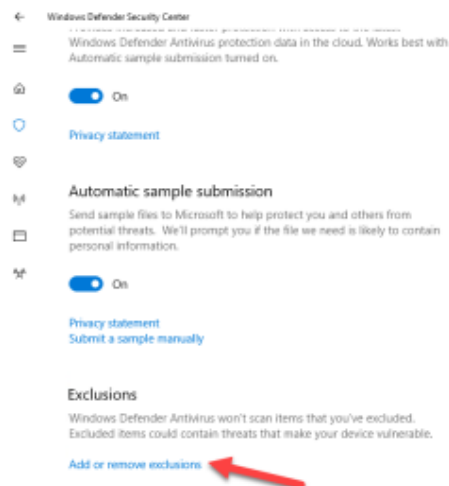 Windows Defender Security Center
Windows Defender Antivirus protection data in the cloud. Works best with
Automatic sample submission turned on.
On
Privacy statement
Automatic sample submission
Send sample files to Microsoft to help protect you and others from
potential threats. We'll prompt you if the file we need is likely to contain
personal information.
On
Privacy statement
Submit a sample manually
Exclusions
Windows Defender Antivirus won't scan items that you've excluded.
Excluded items could contain threats that make your device vulnerable.
Add or remove exclusions